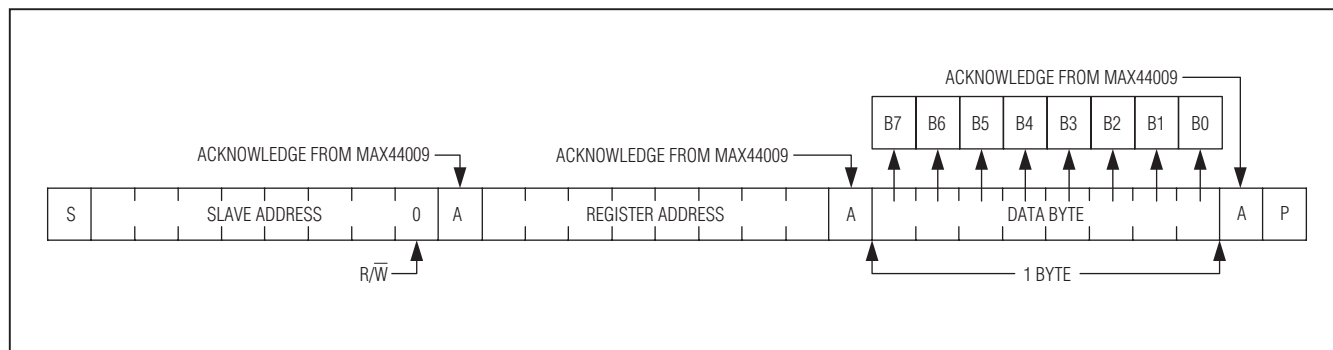 ACKNOWLEDGE FROM MAX44009
B7 B6 B5 B4 B3 B2 B1 B0
ACKNOWLEDGE FROM MAX44009 ACKNOWLEDGE FROM MAX44009
S SLAVE ADDRESS 0 A REGISTER ADDRESS A DATA BYTE A P
R/W̅ 1 BYTE